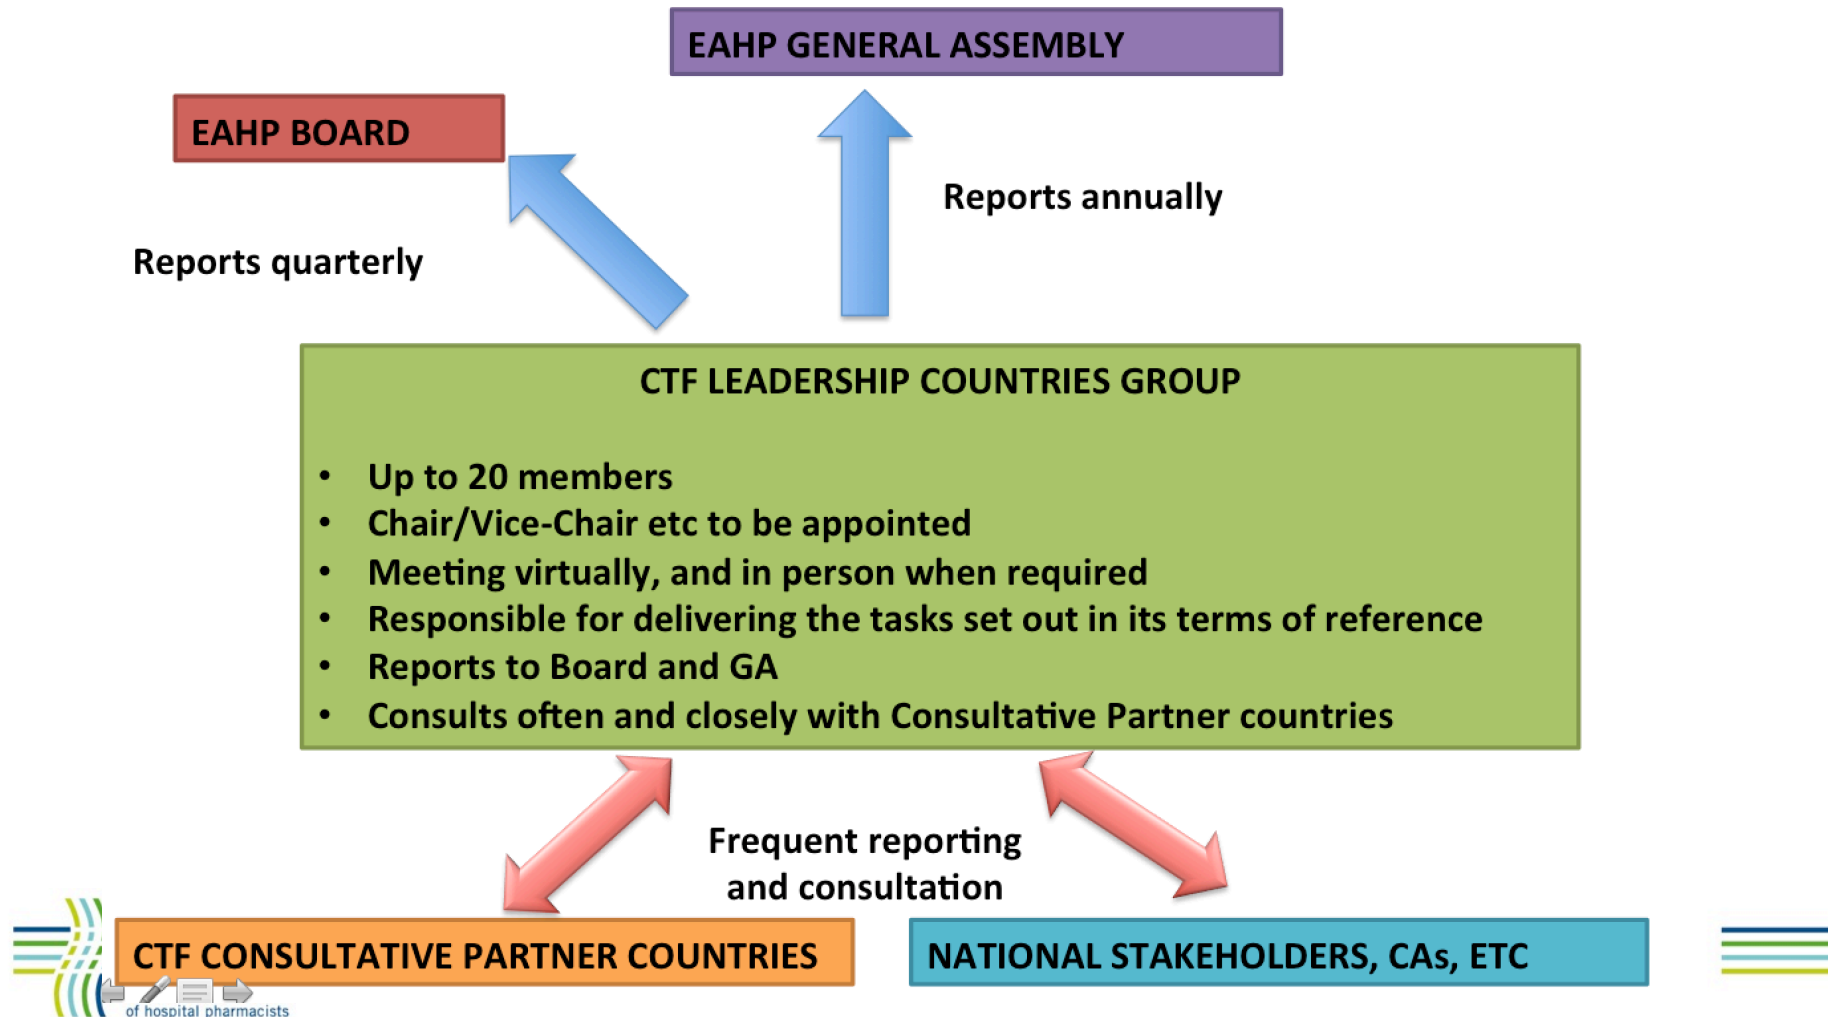 EAHP GENERAL ASSEMBLY
EAHP BOARD
Reports annually
Reports quarterly
CTF LEADERSHIP COUNTRIES GROUP
• Up to 20 members
• Chair/Vice-Chair etc to be appointed
• Meeting virtually, and in person when required
• Responsible for delivering the tasks set out in its terms of reference
• Reports to Board and GA
• Consults often and closely with Consultative Partner countries
Frequent reporting
and consultation
CTF CONSULTATIVE PARTNER COUNTRIES
NATIONAL STAKEHOLDERS, CAs, ETC
of hospital pharmacists